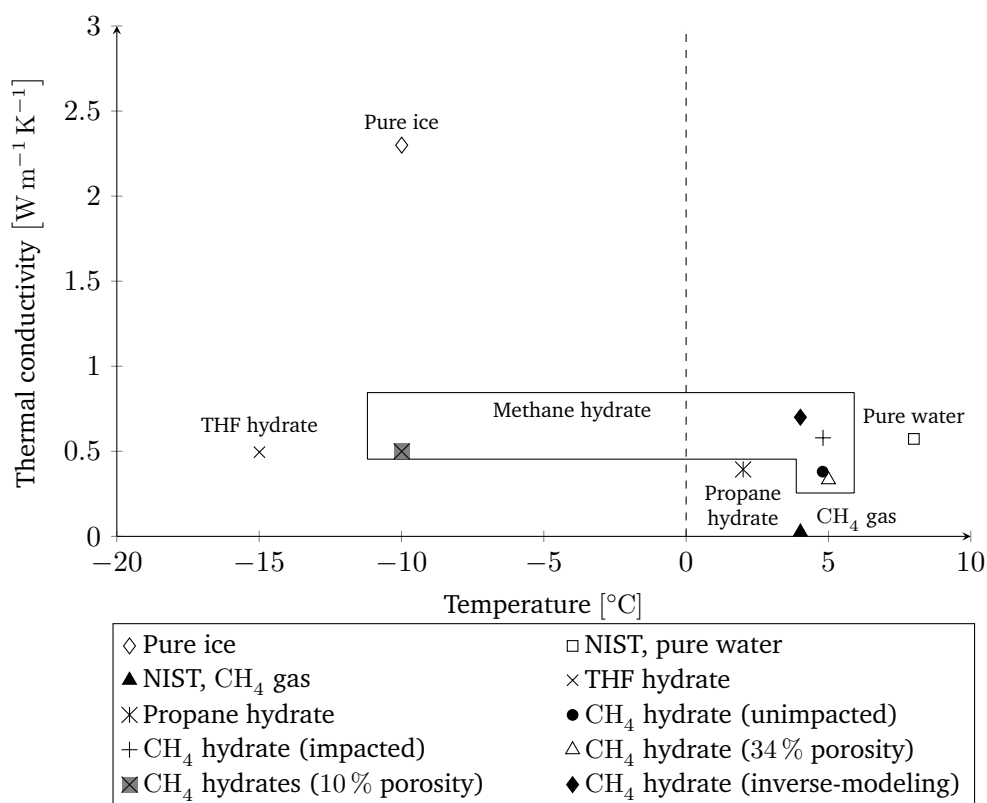 3
2.5
2
1.5
1
0.5
0
−20
−15
−10
−5
0
5
10
Thermal conductivity [W m⁻¹ K⁻¹]
Temperature [°C]
Pure ice
THF hydrate
Methane hydrate
Pure water
Propane
hydrate
CH₄ gas
Pure ice
NIST, pure water
NIST, CH₄ gas
THF hydrate
Propane hydrate
CH₄ hydrate (unimpacted)
CH₄ hydrate (impacted)
CH₄ hydrate (34 % porosity)
CH₄ hydrates (10 % porosity)
CH₄ hydrate (inverse-modeling)